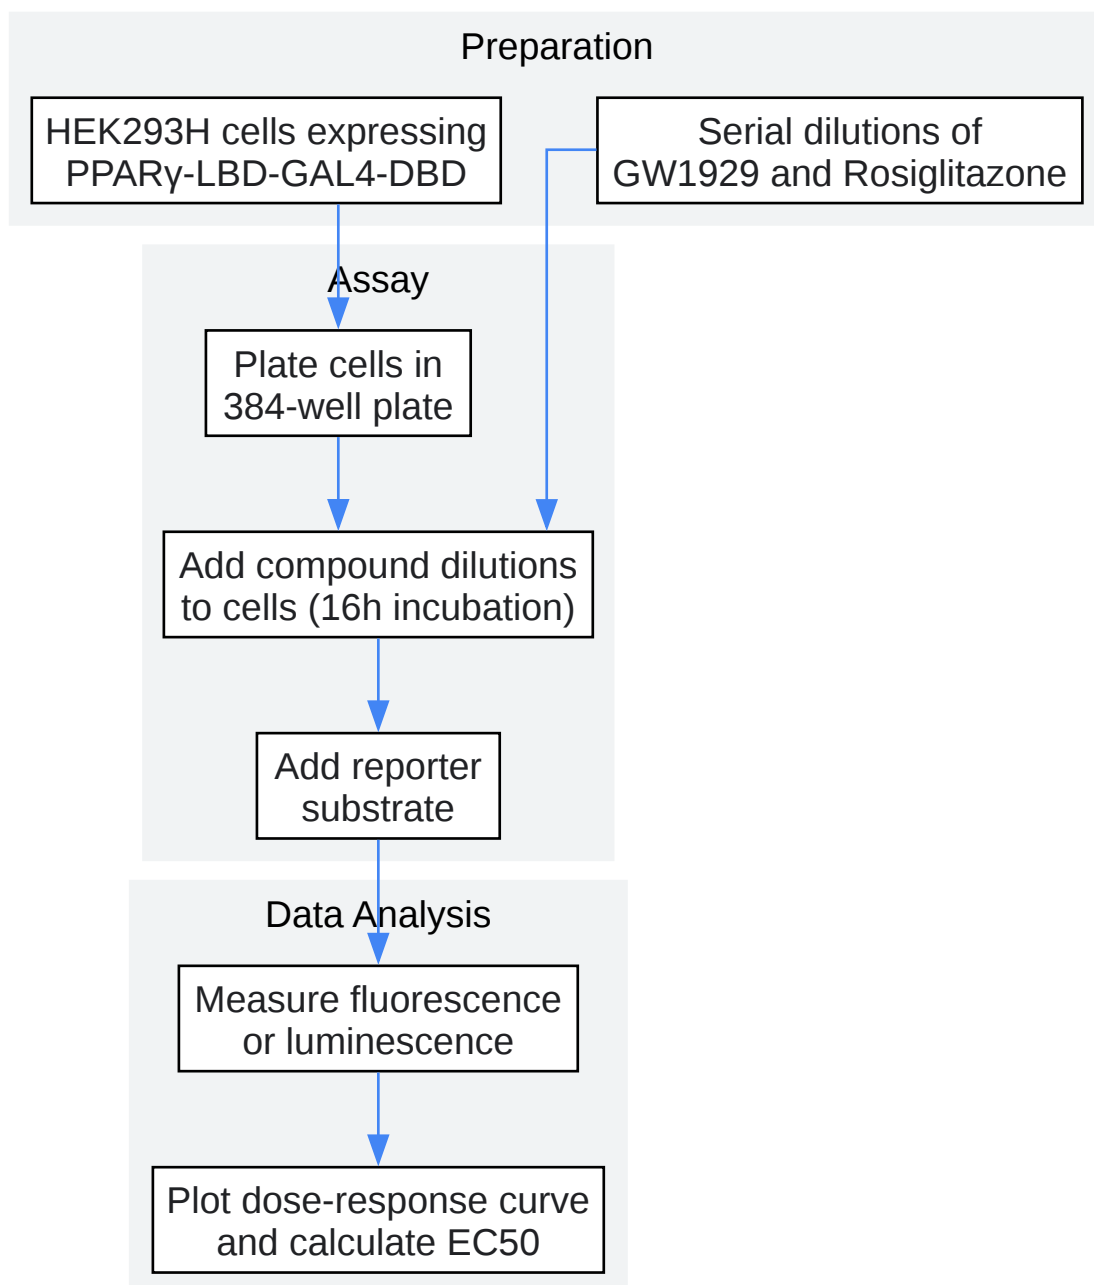 Preparation
HEK293H cells expressing
PPARγ-LBD-GAL4-DBD
Serial dilutions of
GW1929 and Rosiglitazone
Assay
Plate cells in
384-well plate
Add compound dilutions
to cells (16h incubation)
Add reporter
substrate
Data Analysis
Measure fluorescence
or luminescence
Plot dose-response curve
and calculate EC50